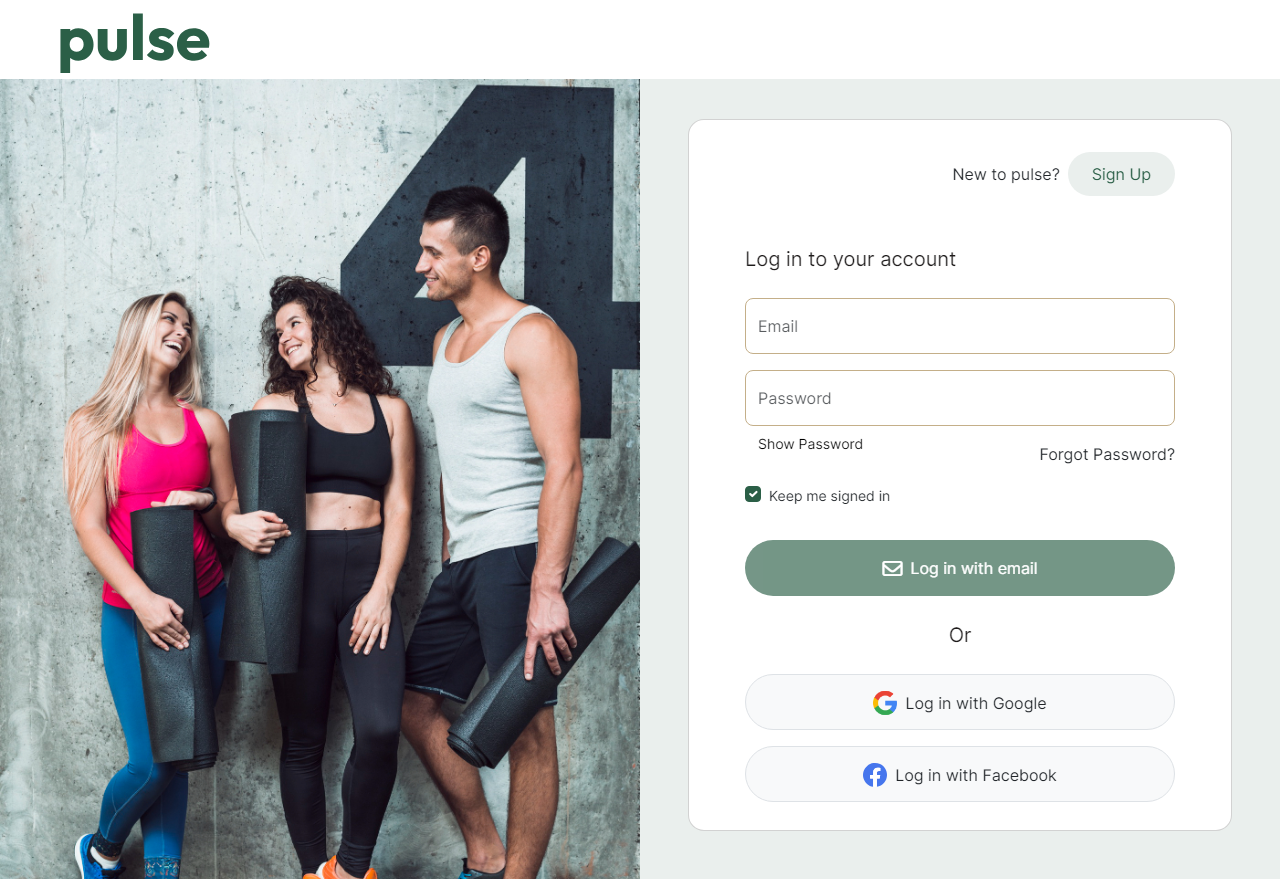 pulse
4
New to pulse? Sign Up
Log in to your account
Email
Password
Show Password
Forgot Password?
Keep me signed in
Log in with email
Or
Log in with Google
Log in with Facebook